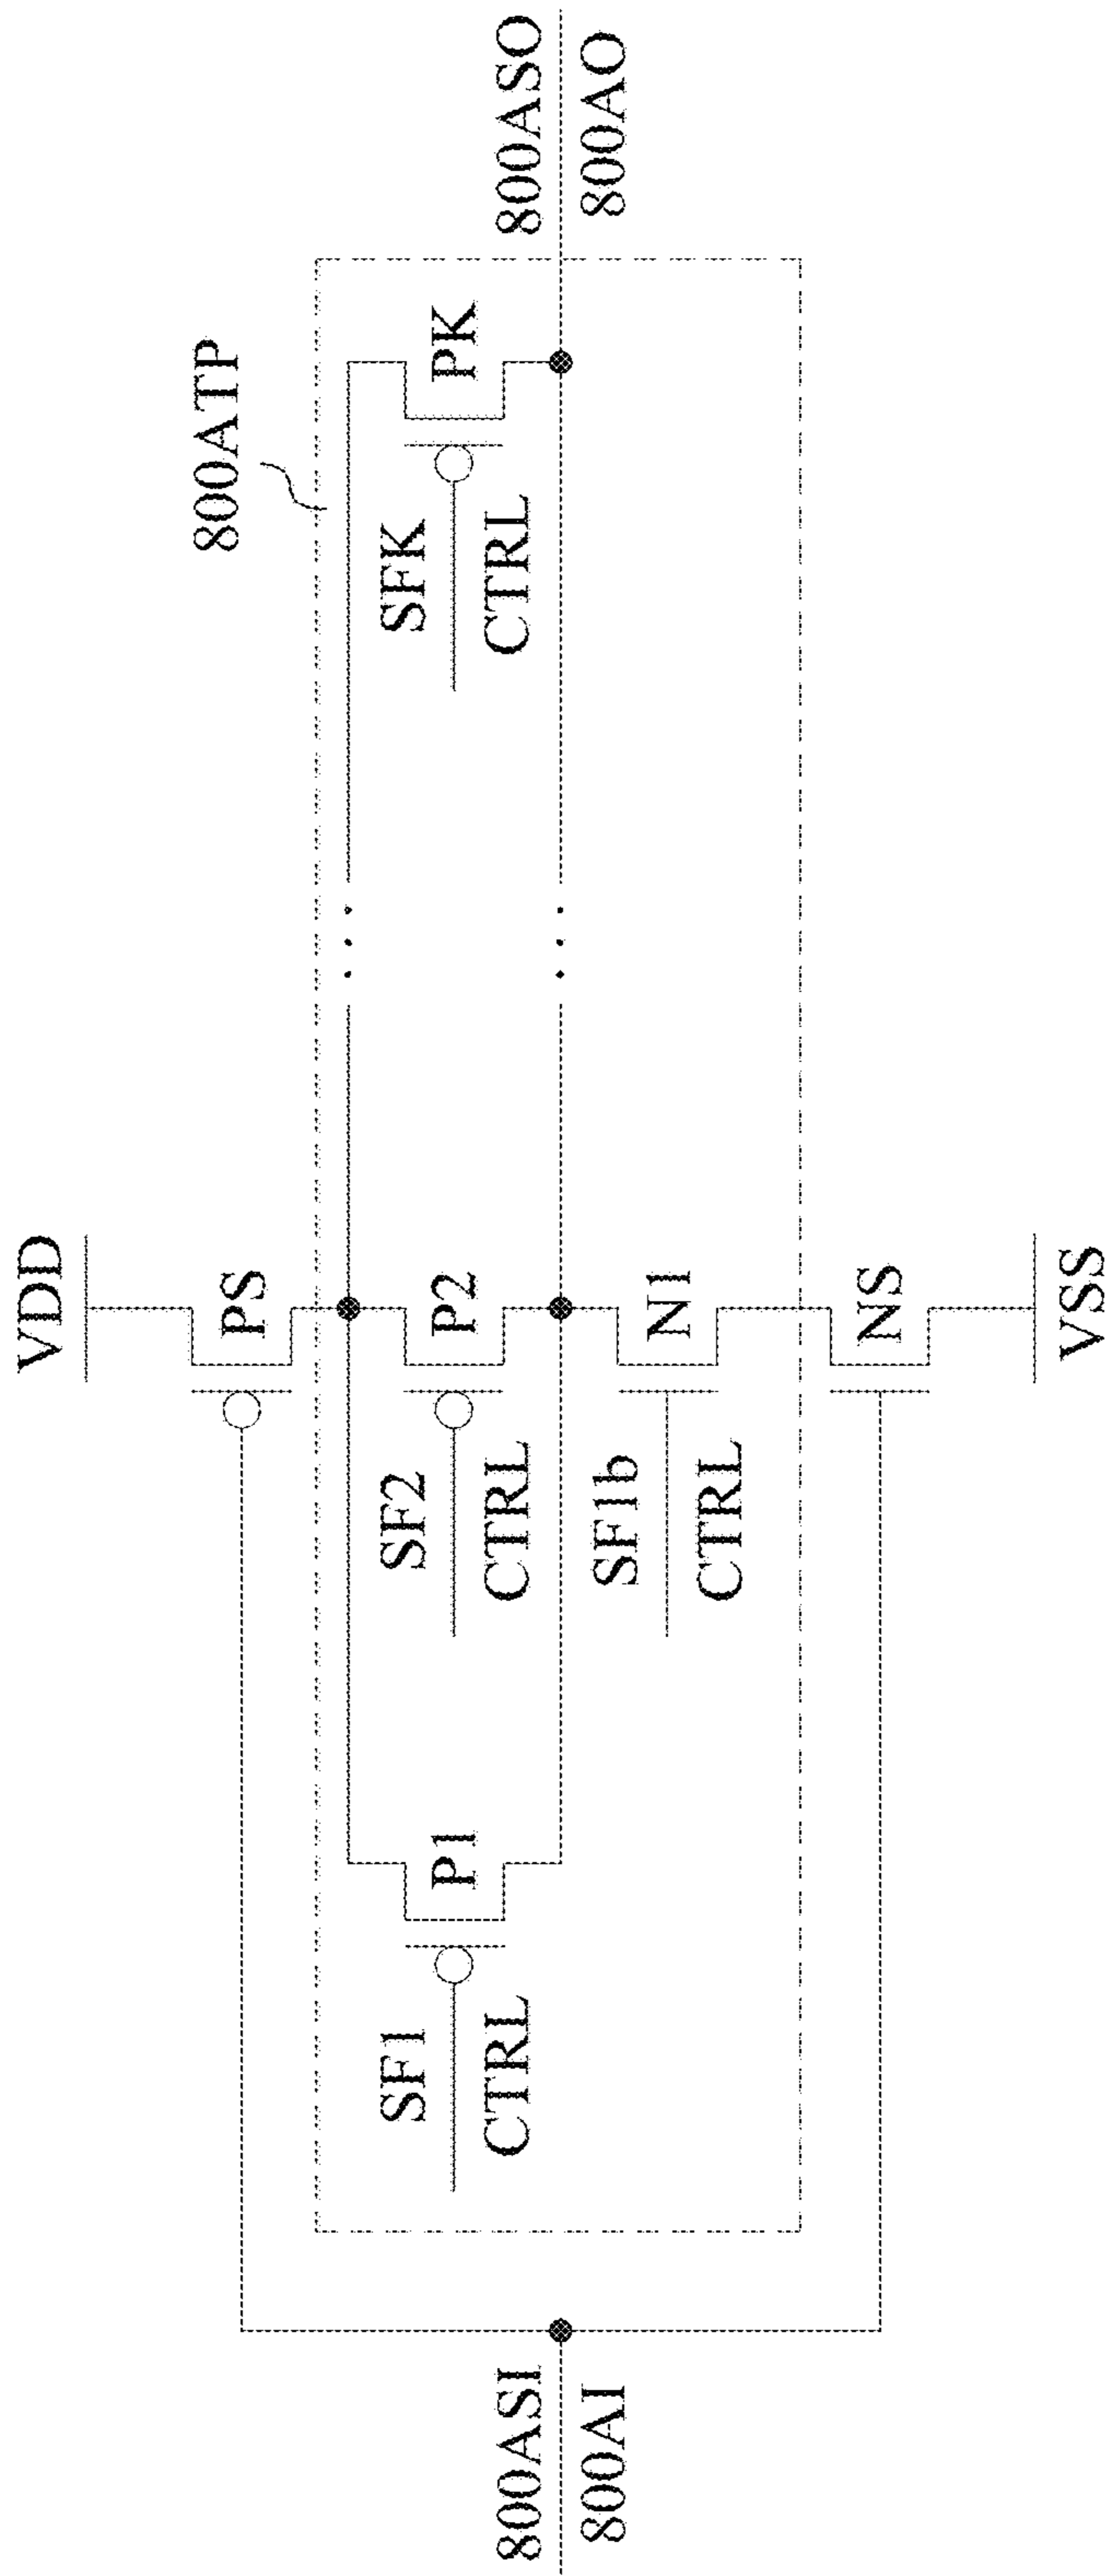 VDD
PS
800ATP
SF1
CTRL
P1
SF2
CTRL
P2
SFK
CTRL
PK
800ASI
800AI
800ASO
800AO
SF1b
CTRL
N1
NS
VSS